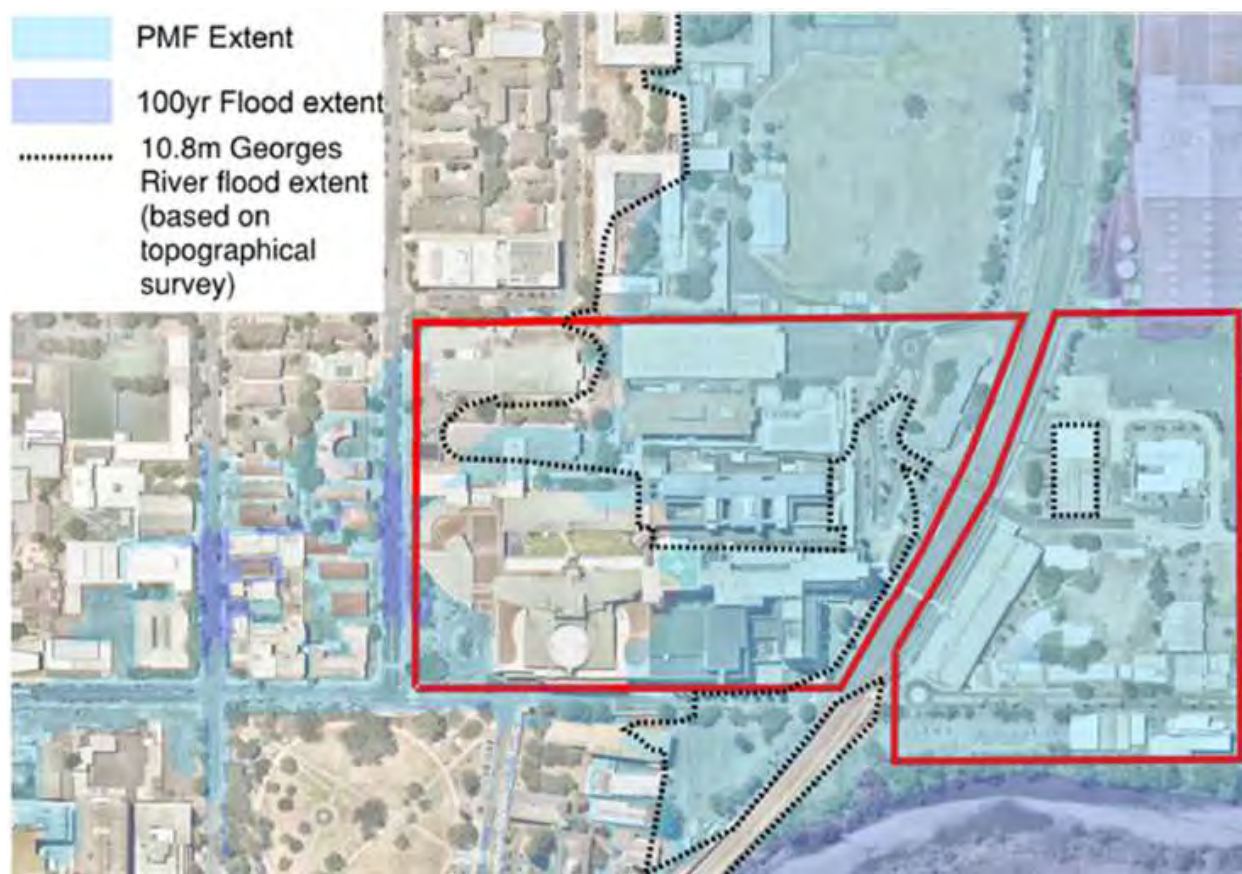 PMF Extent
100yr Flood extent
10.8m Georges
River flood extent
(based on
topographical
survey)